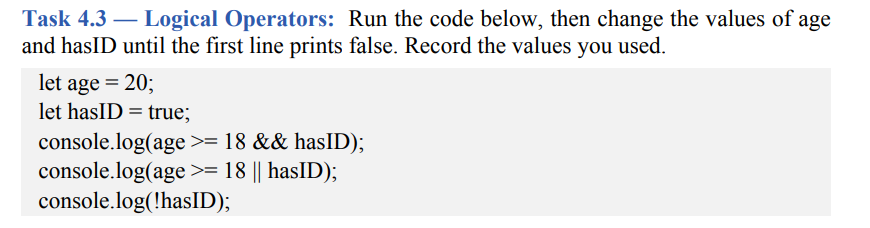 Task 4.3 — Logical Operators: Run the code below, then change the values of age
and hasID until the first line prints false. Record the values you used.
let age = 20;
let hasID = true;
console.log(age >= 18 && hasID);
console.log(age >= 18 || hasID);
console.log(!hasID);